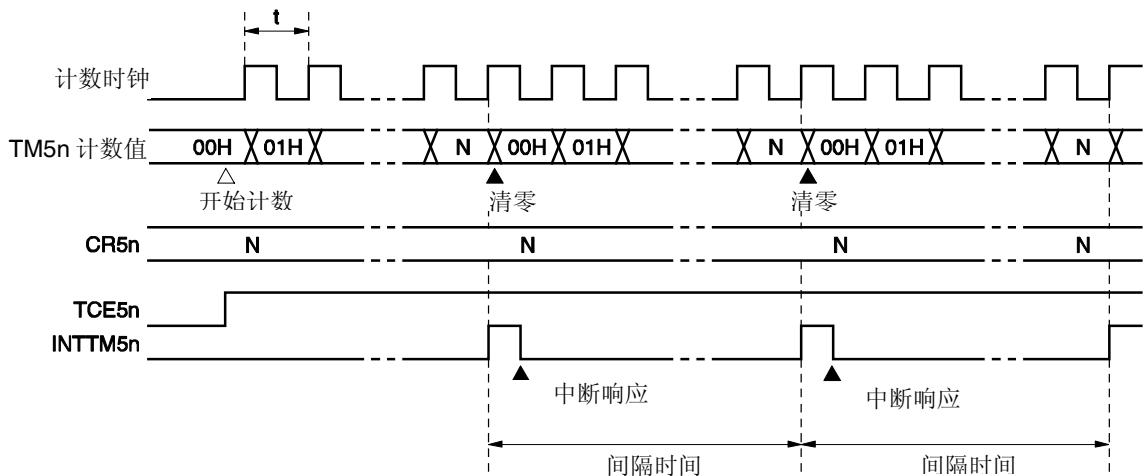 t
计数时钟
TM5n 计数值 00H 01H N 00H 01H N 00H 01H N
开始计数 清零 清零
CR5n N N N N
TCE5n
INTTM5n
中断响应 中断响应
间隔时间 间隔时间